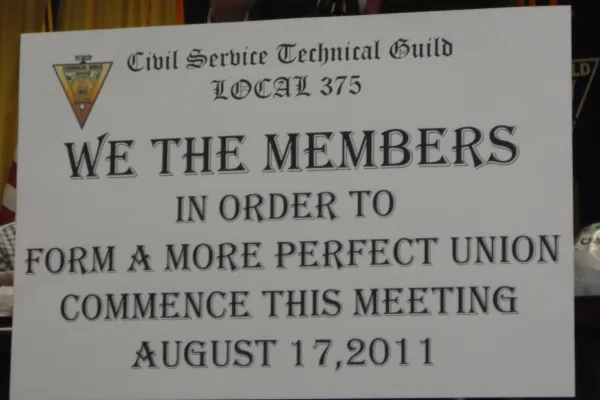 Civil Service Technical Guild
LOCAL 375
WE THE MEMBERS
IN ORDER TO
FORM A MORE PERFECT UNION
COMMENCE THIS MEETING
AUGUST 17,2011